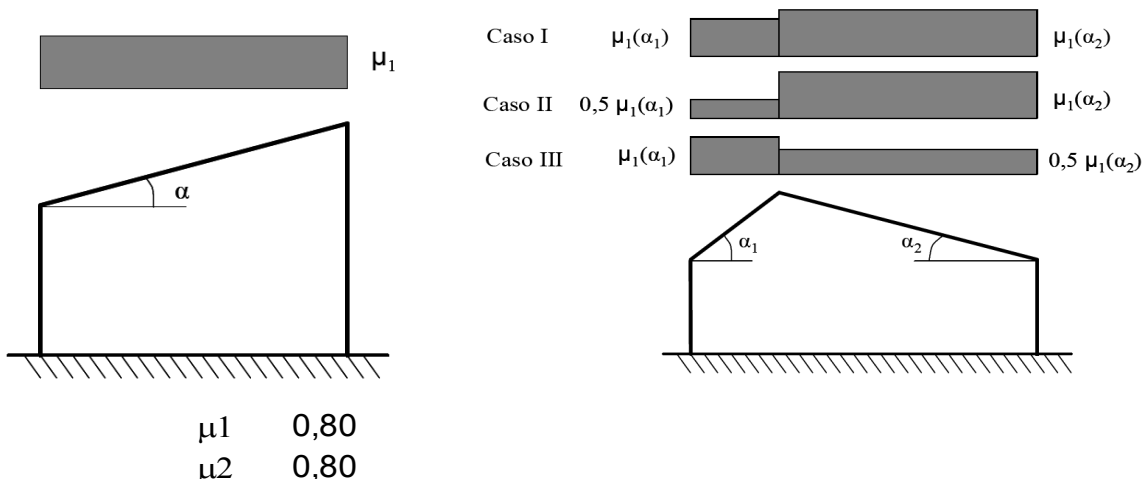 μ₁
α
μ1 0,80
μ2 0,80
Caso I μ₁(α₁) μ₁(α₂)
Caso II 0,5 μ₁(α₁) μ₁(α₂)
Caso III μ₁(α₁) 0,5 μ₁(α₂)
α₁ α₂